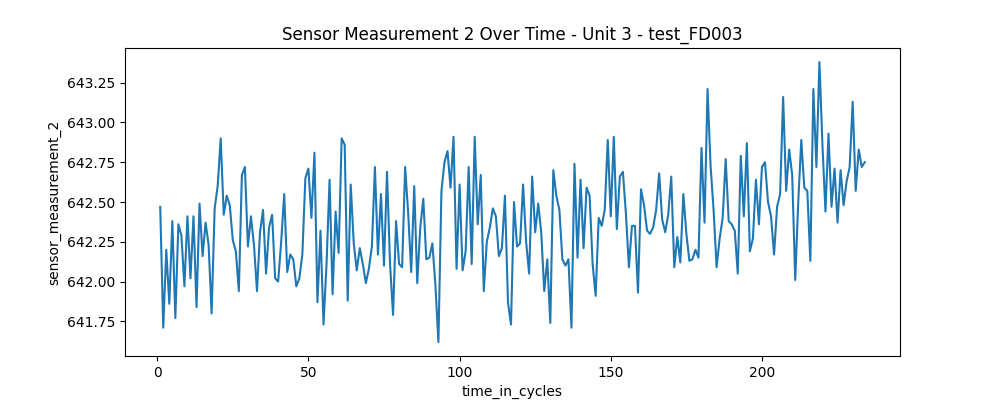 Sensor Measurement 2 Over Time - Unit 3 - test_FD003
sensor_measurement_2
643.25
643.00
642.75
642.50
642.25
642.00
641.75
0 50 100 150 200
time_in_cycles